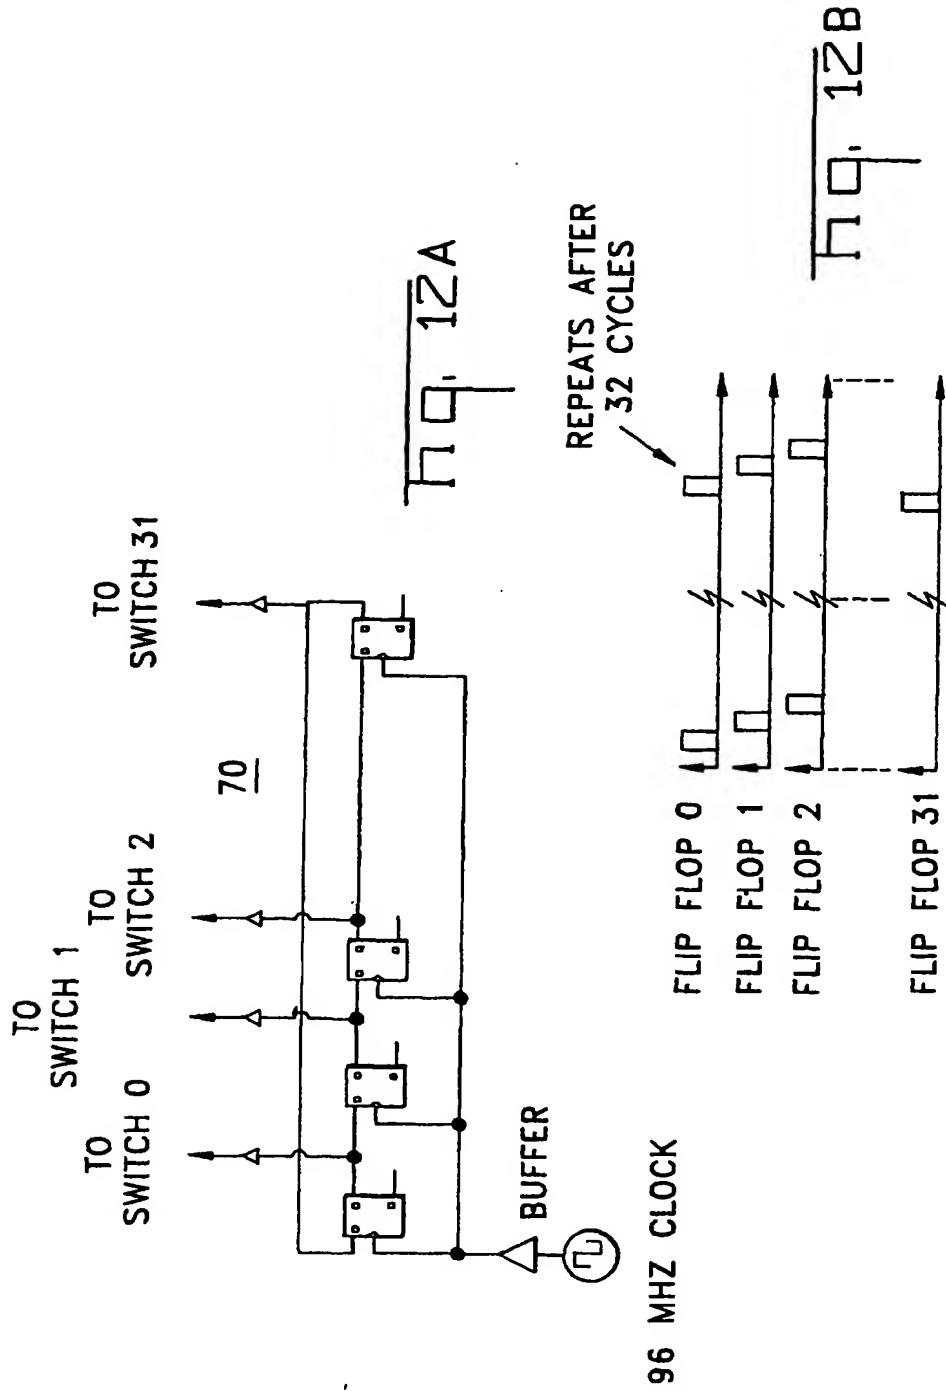 TO
SWITCH 0
TO
SWITCH 1
TO
SWITCH 2
TO
SWITCH 31
70
BUFFER
96 MHZ CLOCK
Fig. 12A
FLIP FLOP 0
FLIP FLOP 1
FLIP FLOP 2
FLIP FLOP 31
REPEATS AFTER
32 CYCLES
Fig. 12B